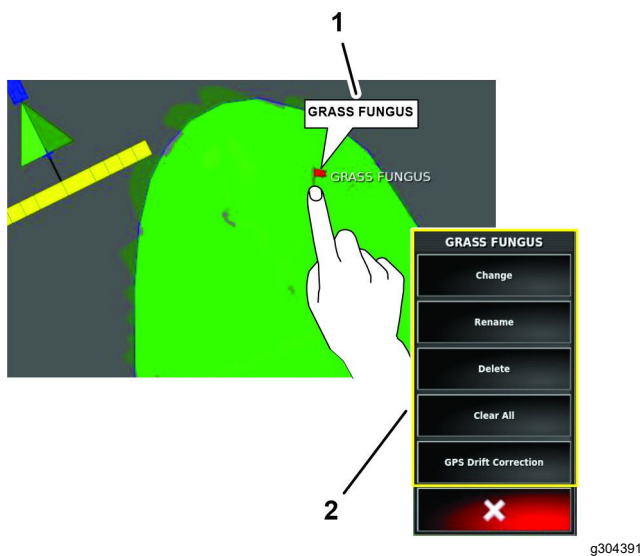 1
GRASS FUNGUS
GRASS FUNGUS
GRASS FUNGUS
Change
Rename
Delete
Clear All
GPS Drift Correction
2
g304391